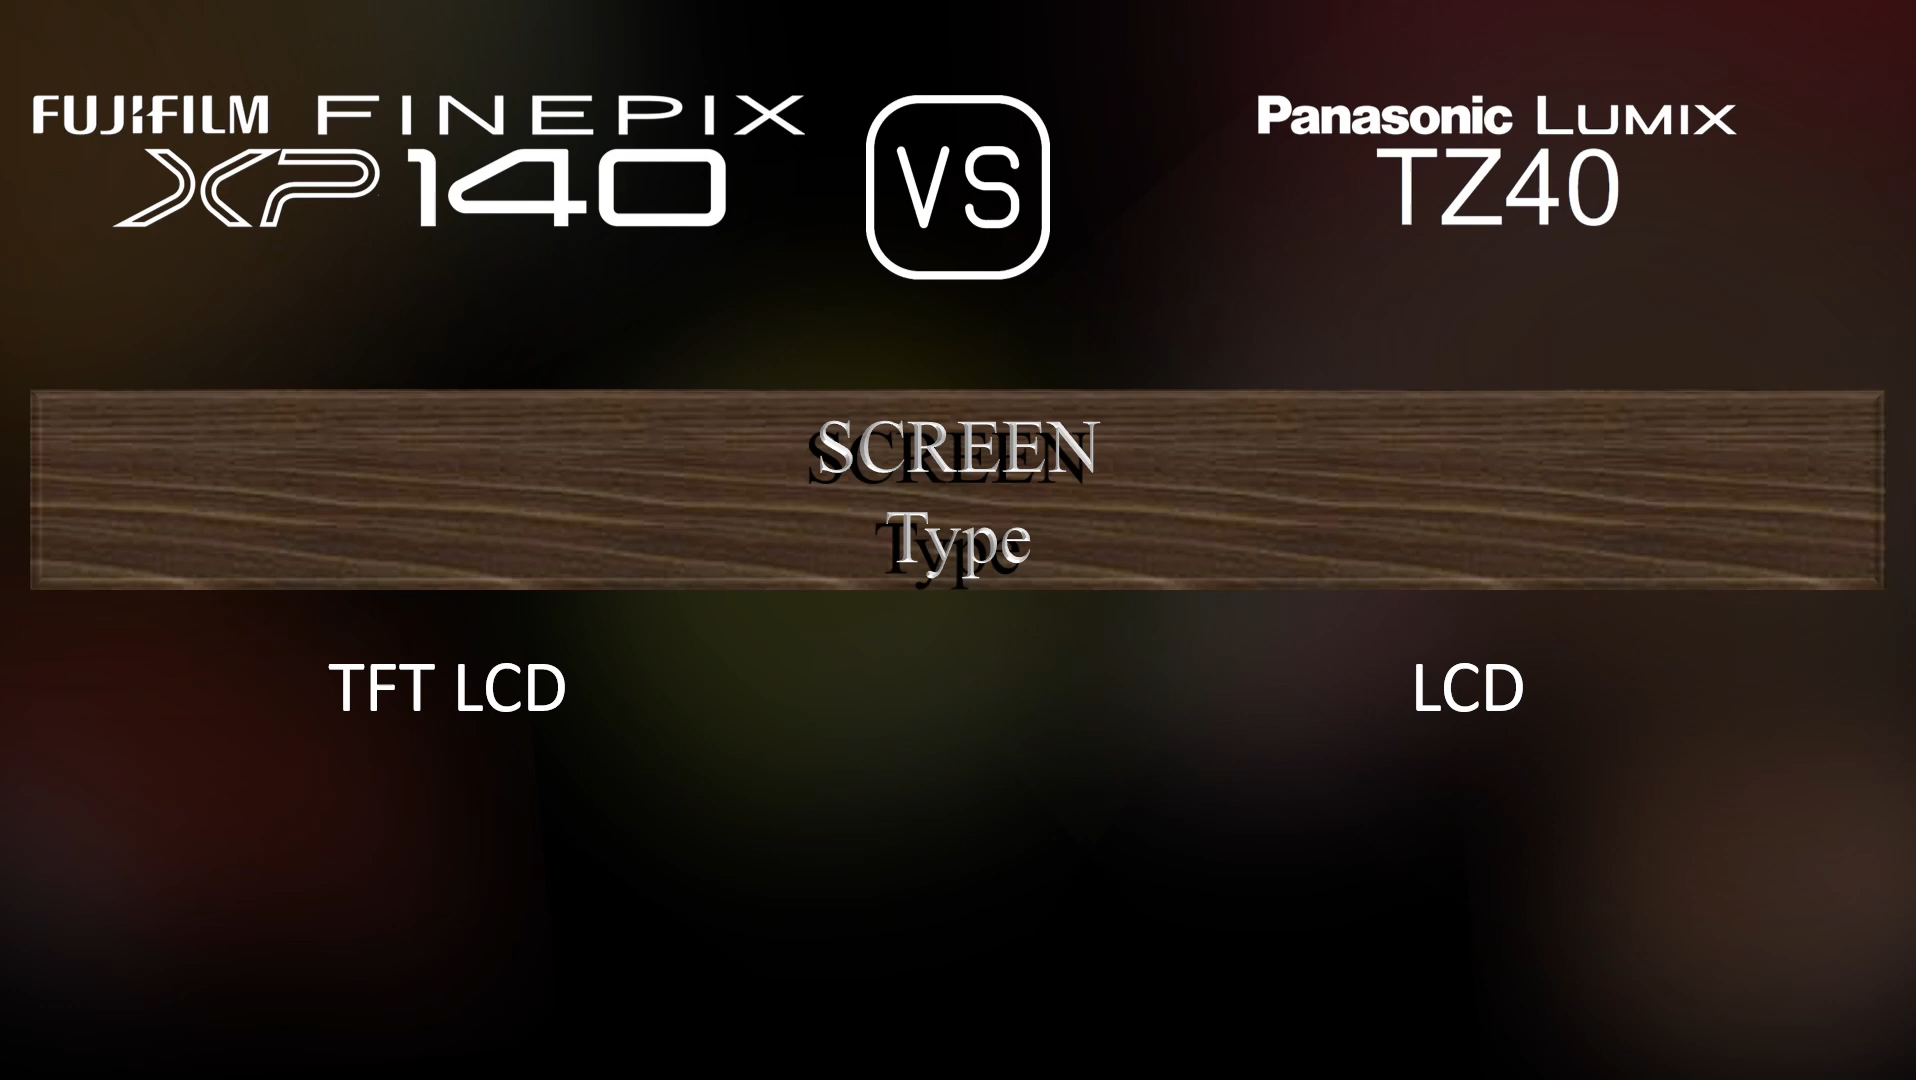 FUJIFILM FINEPIX
XP140
VS
Panasonic LUMIX
TZ40
SCREEN
Type
TFT LCD
LCD